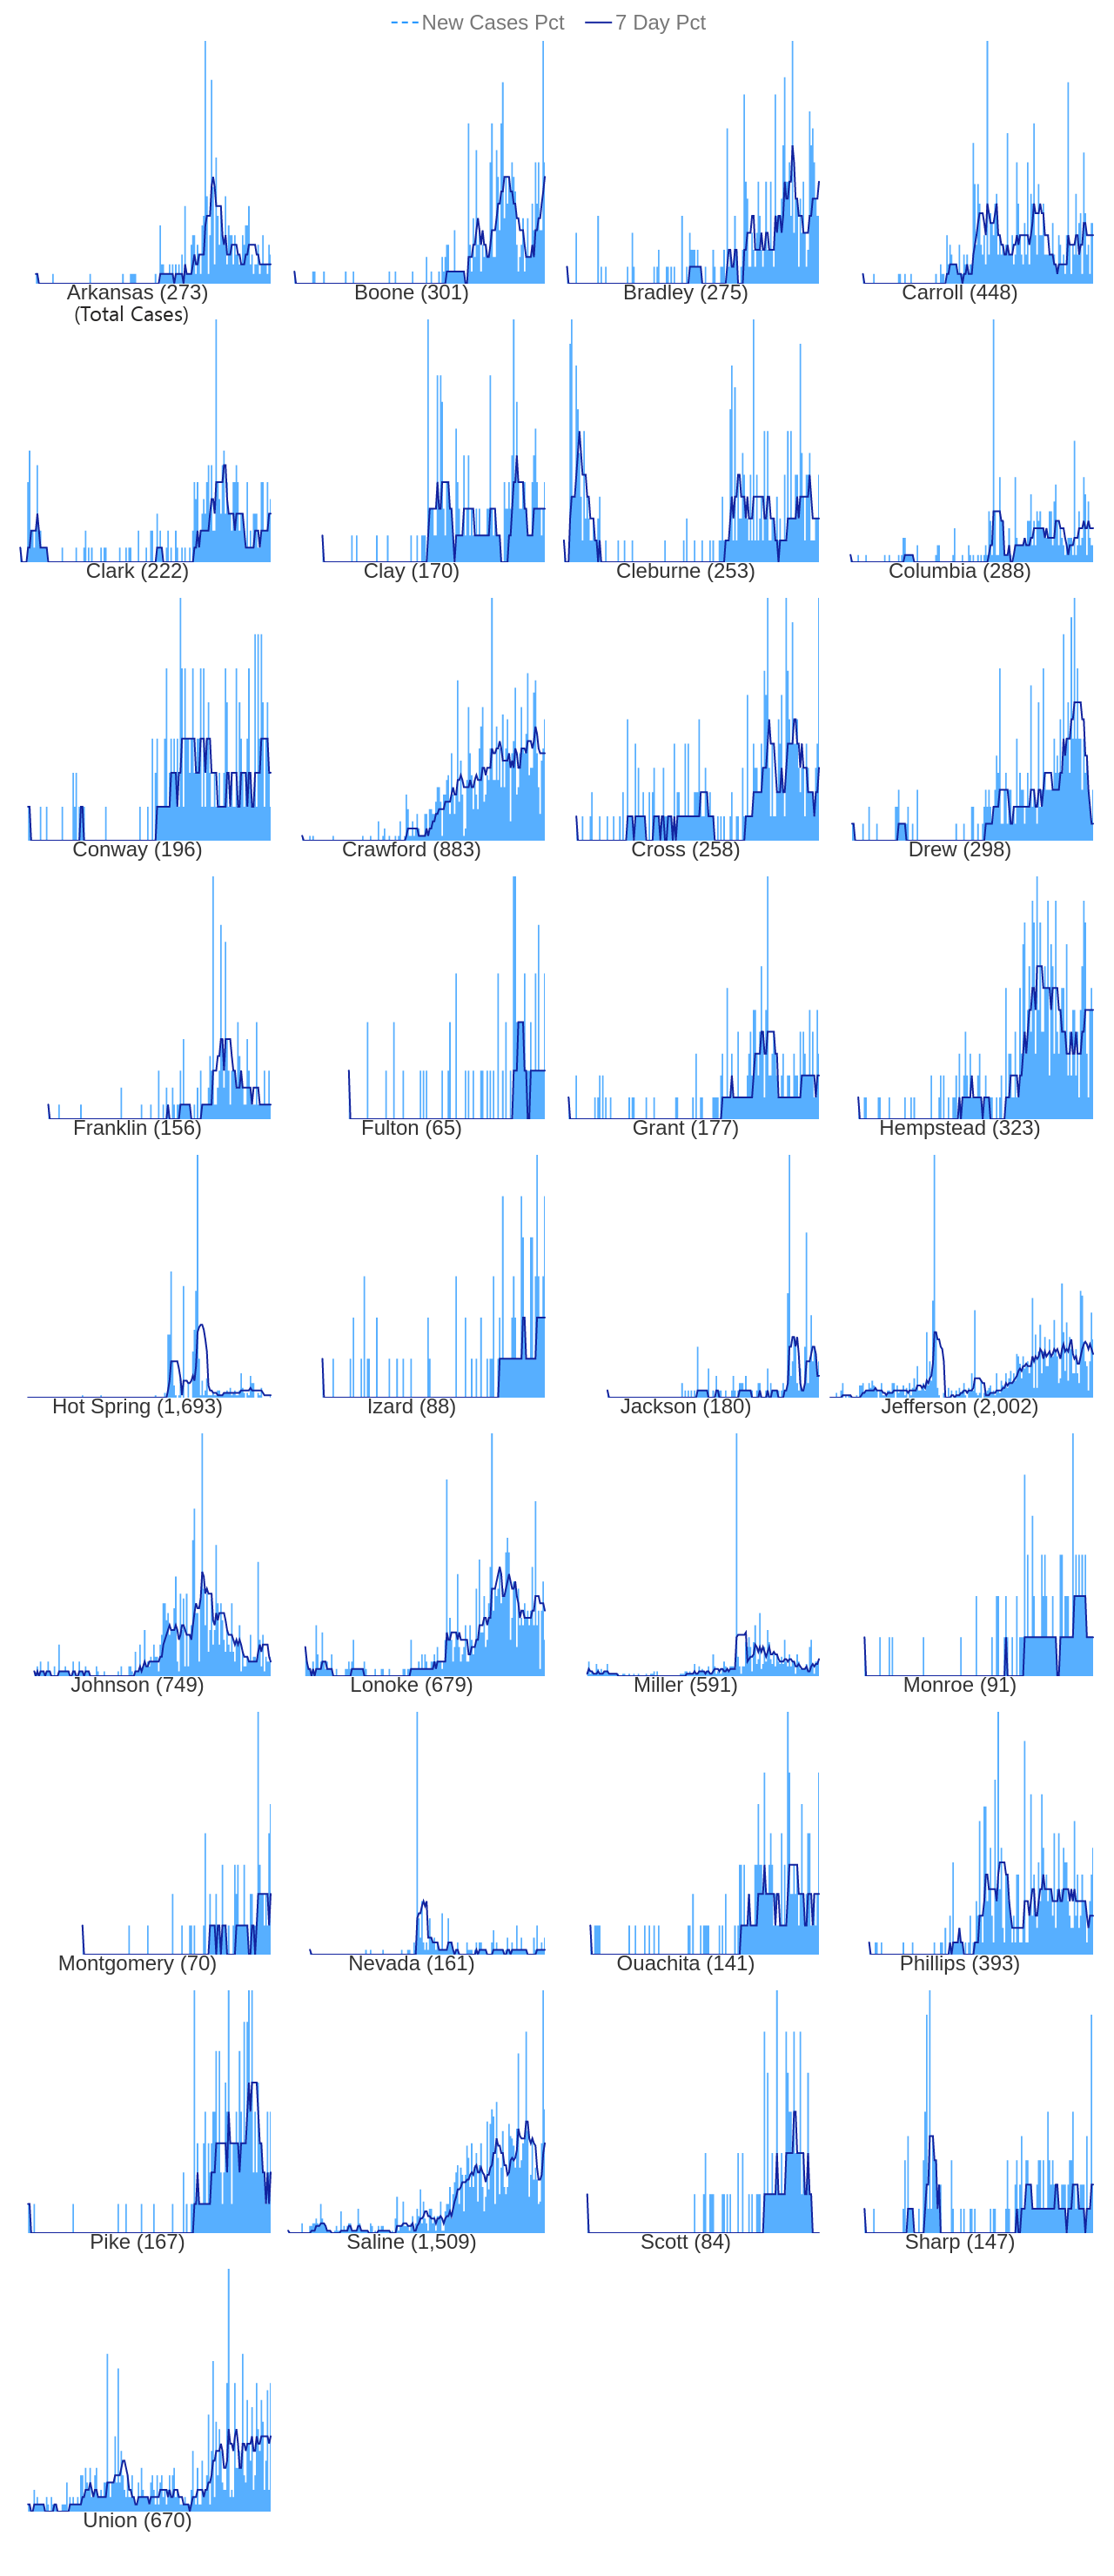 New Cases Pct 7 Day Pct
Arkansas (273) Boone (301) Bradley (275) Carroll (448)
(Total Cases)
Clark (222) Clay (170) Cleburne (253) Columbia (288)
Conway (196) Crawford (883) Cross (258) Drew (298)
Franklin (156) Fulton (65) Grant (177) Hempstead (323)
Hot Spring (1,693) Izard (88) Jackson (180) Jefferson (2,002)
Johnson (749) Lonoke (679) Miller (591) Monroe (91)
Montgomery (70) Nevada (161) Ouachita (141) Phillips (393)
Pike (167) Saline (1,509) Scott (84) Sharp (147)
Union (670)